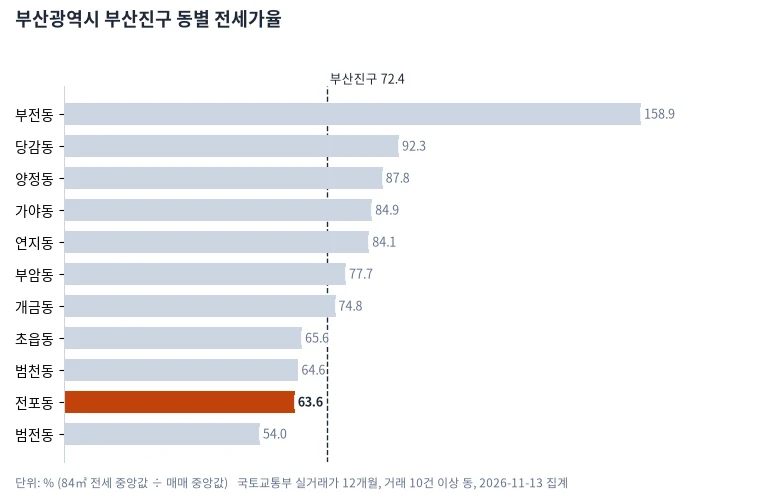 부산광역시 부산진구 동별 전세가율
부산진구 72.4
부전동 158.9
당감동 92.3
양정동 87.8
가야동 84.9
연지동 84.1
부암동 77.7
개금동 74.8
초읍동 65.6
범천동 64.6
전포동 63.6
범전동 54.0
단위: % (84㎡ 전세 중앙값 ÷ 매매 중앙값) 국토교통부 실거래가 12개월, 거래 10건 이상 동, 2026-11-13 집계